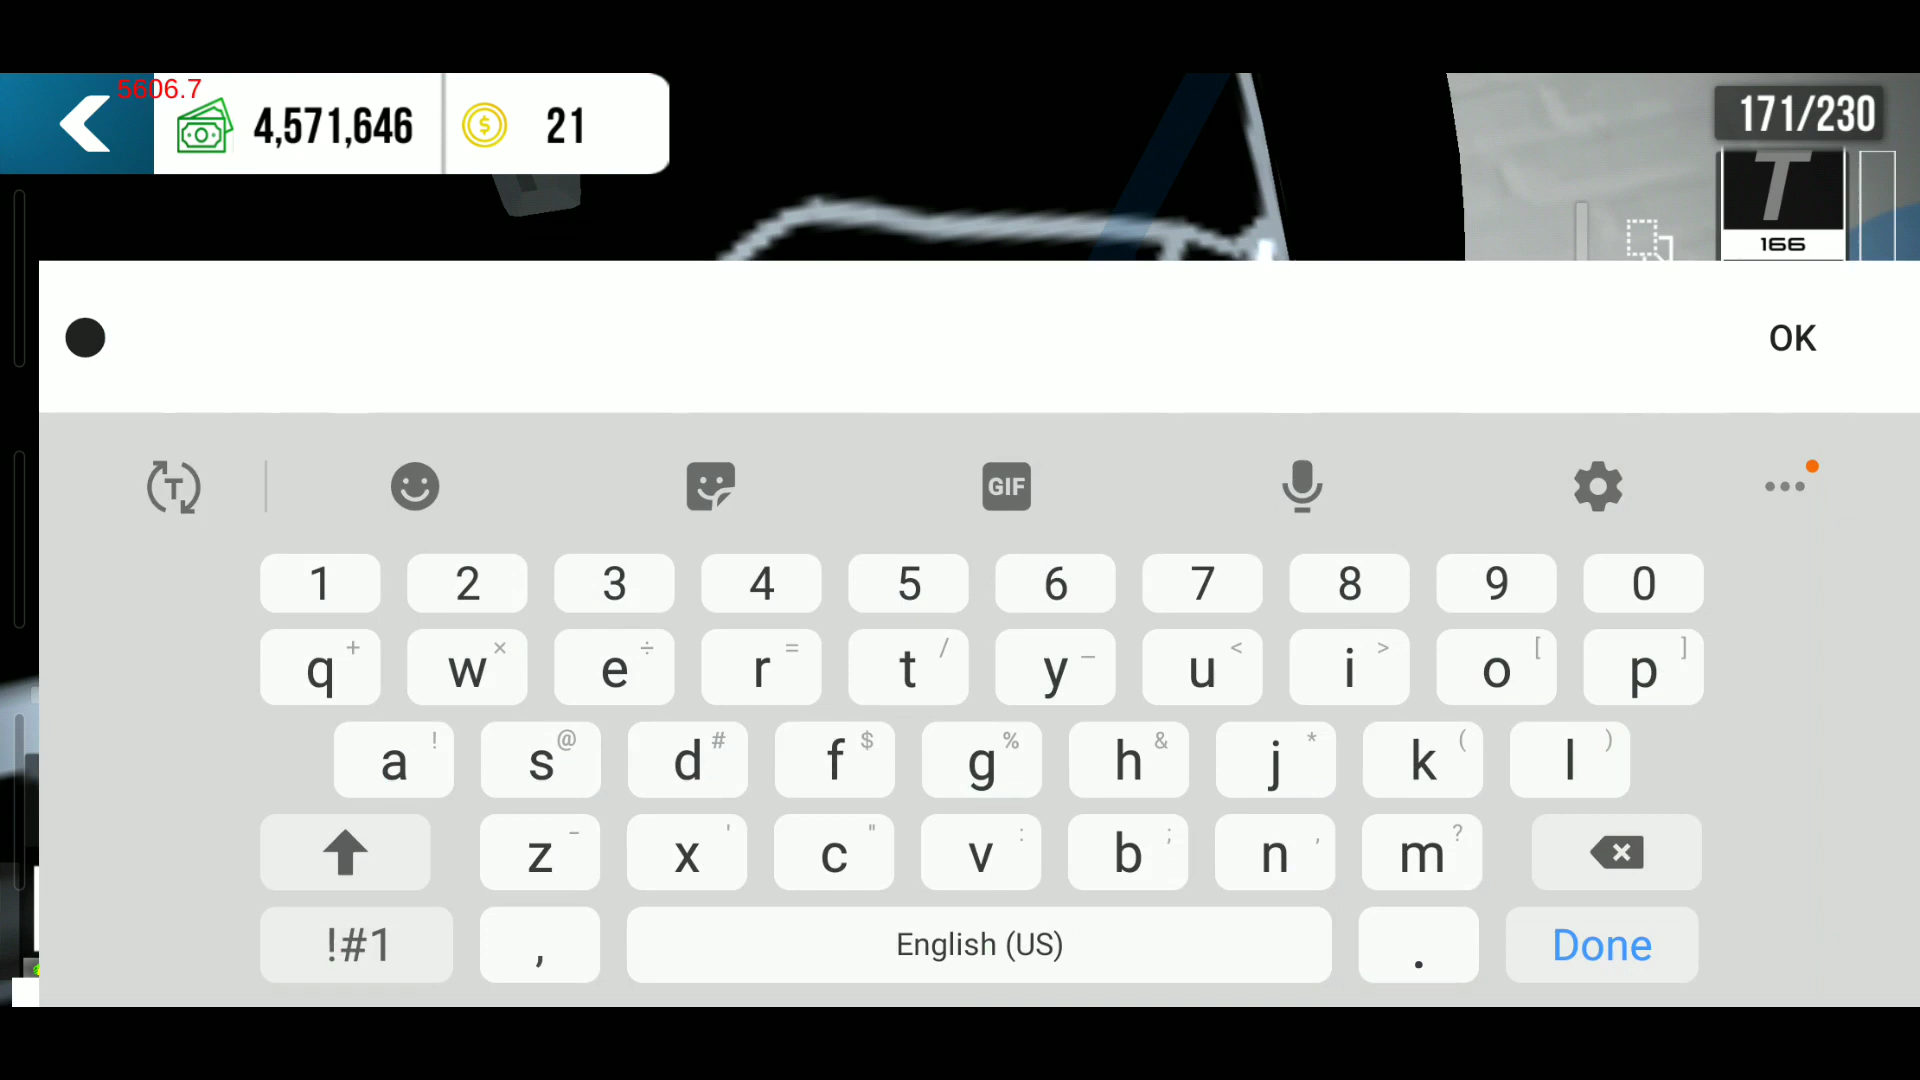 5606.7
4,571,646 21
171/230
T
166
● OK
T GIF
1 2 3 4 5 6 7 8 9 0
q + w × e ÷ r = t / y _ u < i > o [ p ]
a ! s @ d # f $ g % h & j * k ( l )
z - x ' c " v : b ; n , m ?
!#1 , English (US) . Done